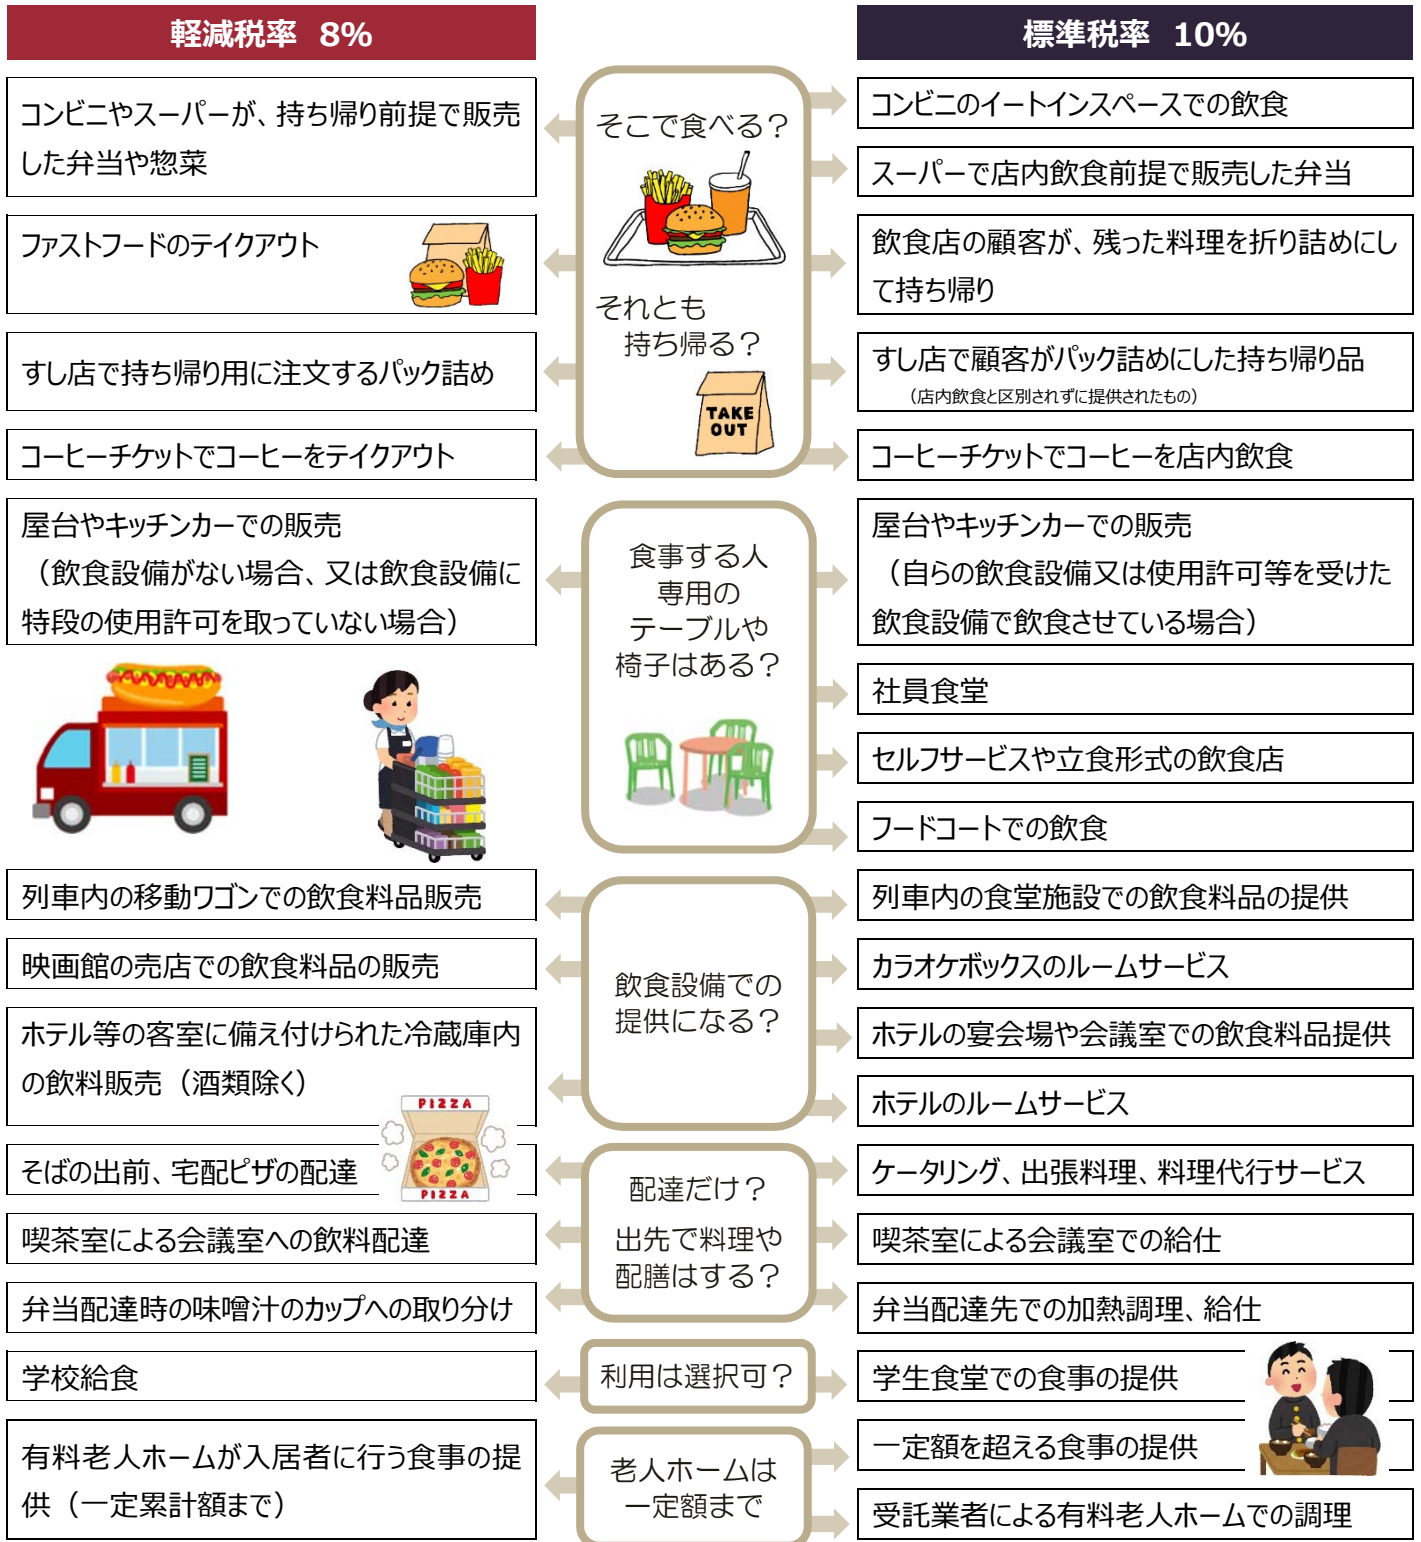 軽減税率 8%
標準税率 10%
コンビニやスーパーが、持ち帰り前提で販売
した弁当や惣菜
ファストフードのテイクアウト
すし店で持ち帰り用に注文するパック詰め
コーヒーチケットでコーヒーをテイクアウト
そこで食べる?
それとも
持ち帰る?
TAKE
OUT
コンビニのイートインスペースでの飲食
スーパーで店内飲食前提で販売した弁当
飲食店の顧客が、残った料理を折り詰めにし
て持ち帰り
すし店で顧客がパック詰めにした持ち帰り品
(店内飲食と区別されずに提供されたもの)
コーヒーチケットでコーヒーを店内飲食
屋台やキッチンカーでの販売
(飲食設備がない場合、又は飲食設備に
特段の使用許可を取っていない場合)
食事する人
専用の
テーブルや
椅子はある?
屋台やキッチンカーでの販売
(自らの飲食設備又は使用許可等を受けた
飲食設備で飲食させている場合)
社員食堂
セルフサービスや立食形式の飲食店
フードコートでの飲食
列車内の移動ワゴンでの飲食料品販売
映画館の売店での飲食料品の販売
ホテル等の客室に備え付けられた冷蔵庫内
の飲料販売(酒類除く)
飲食設備での
提供になる?
列車内の食堂施設での飲食料品の提供
カラオケボックスのルームサービス
ホテルの宴会場や会議室での飲食料品提供
ホテルのルームサービス
PIZZA
PIZZA
そばの出前、宅配ピザの配達
喫茶室による会議室への飲料配達
弁当配達時の味噌汁のカップへの取り分け
配達だけ?
出先で料理や
配膳はする?
ケータリング、出張料理、料理代行サービス
喫茶室による会議室での給仕
弁当配達先での加熱調理、給仕
学校給食
利用は選択可?
学生食堂での食事の提供
有料老人ホームが入居者に行う食事の提
供(一定累計額まで)
老人ホームは
一定額まで
一定額を超える食事の提供
受託業者による有料老人ホームでの調理